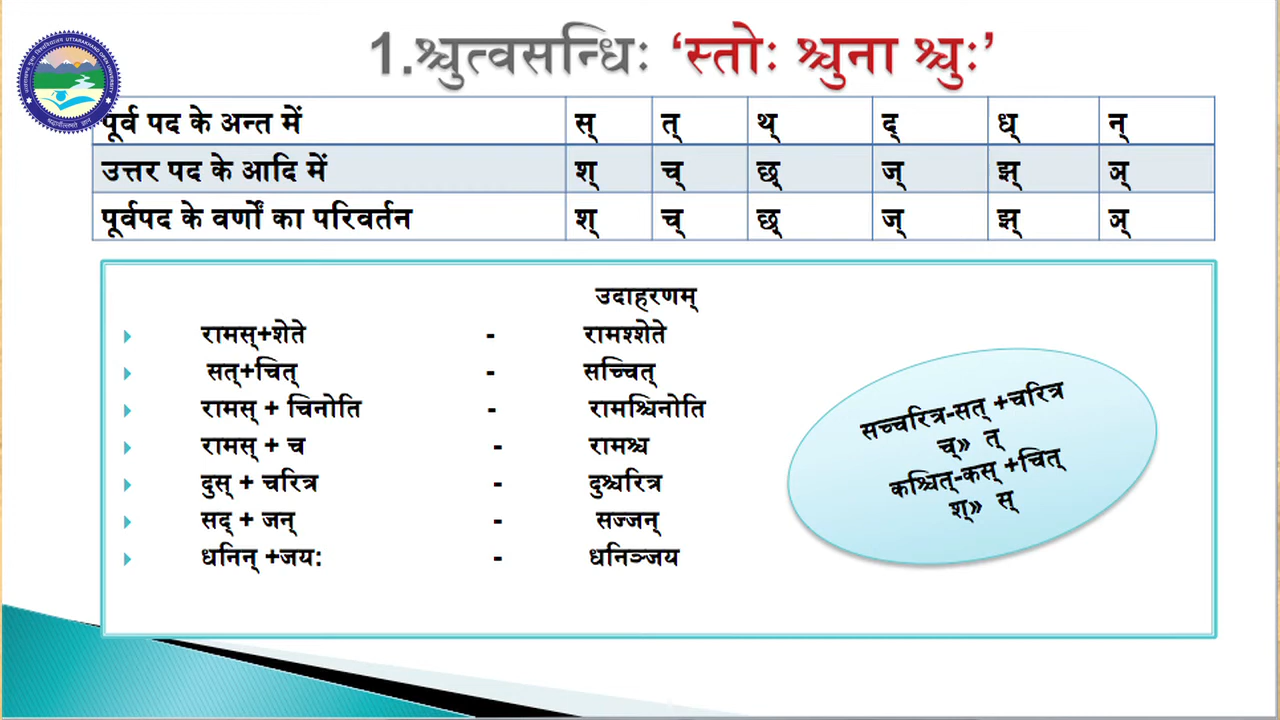 1.श्चुत्वसन्धिः ‘स्तोः श्चुना श्चुः’
पूर्व पद के अन्त में स् त् थ् द् ध् न्
उत्तर पद के आदि में श् च् छ् ज् झ् ञ्
पूर्वपद के वर्णों का परिवर्तन श् च् छ् ज् झ् ञ्
उदाहरणम्
रामस्+शेते - रामश्शेते
सत्+चित् - सच्चित्
रामस् + चिनोति - रामश्चिनोति
रामस् + च - रामश्च
दुस् + चरित्र - दुश्चरित्र
सद् + जन् - सज्जन्
धनिन् +जय: - धनिञ्जय
सच्चरित्र-सत् +चरित्र
च्» त्
कश्चित्-कस् +चित्
श्» स्